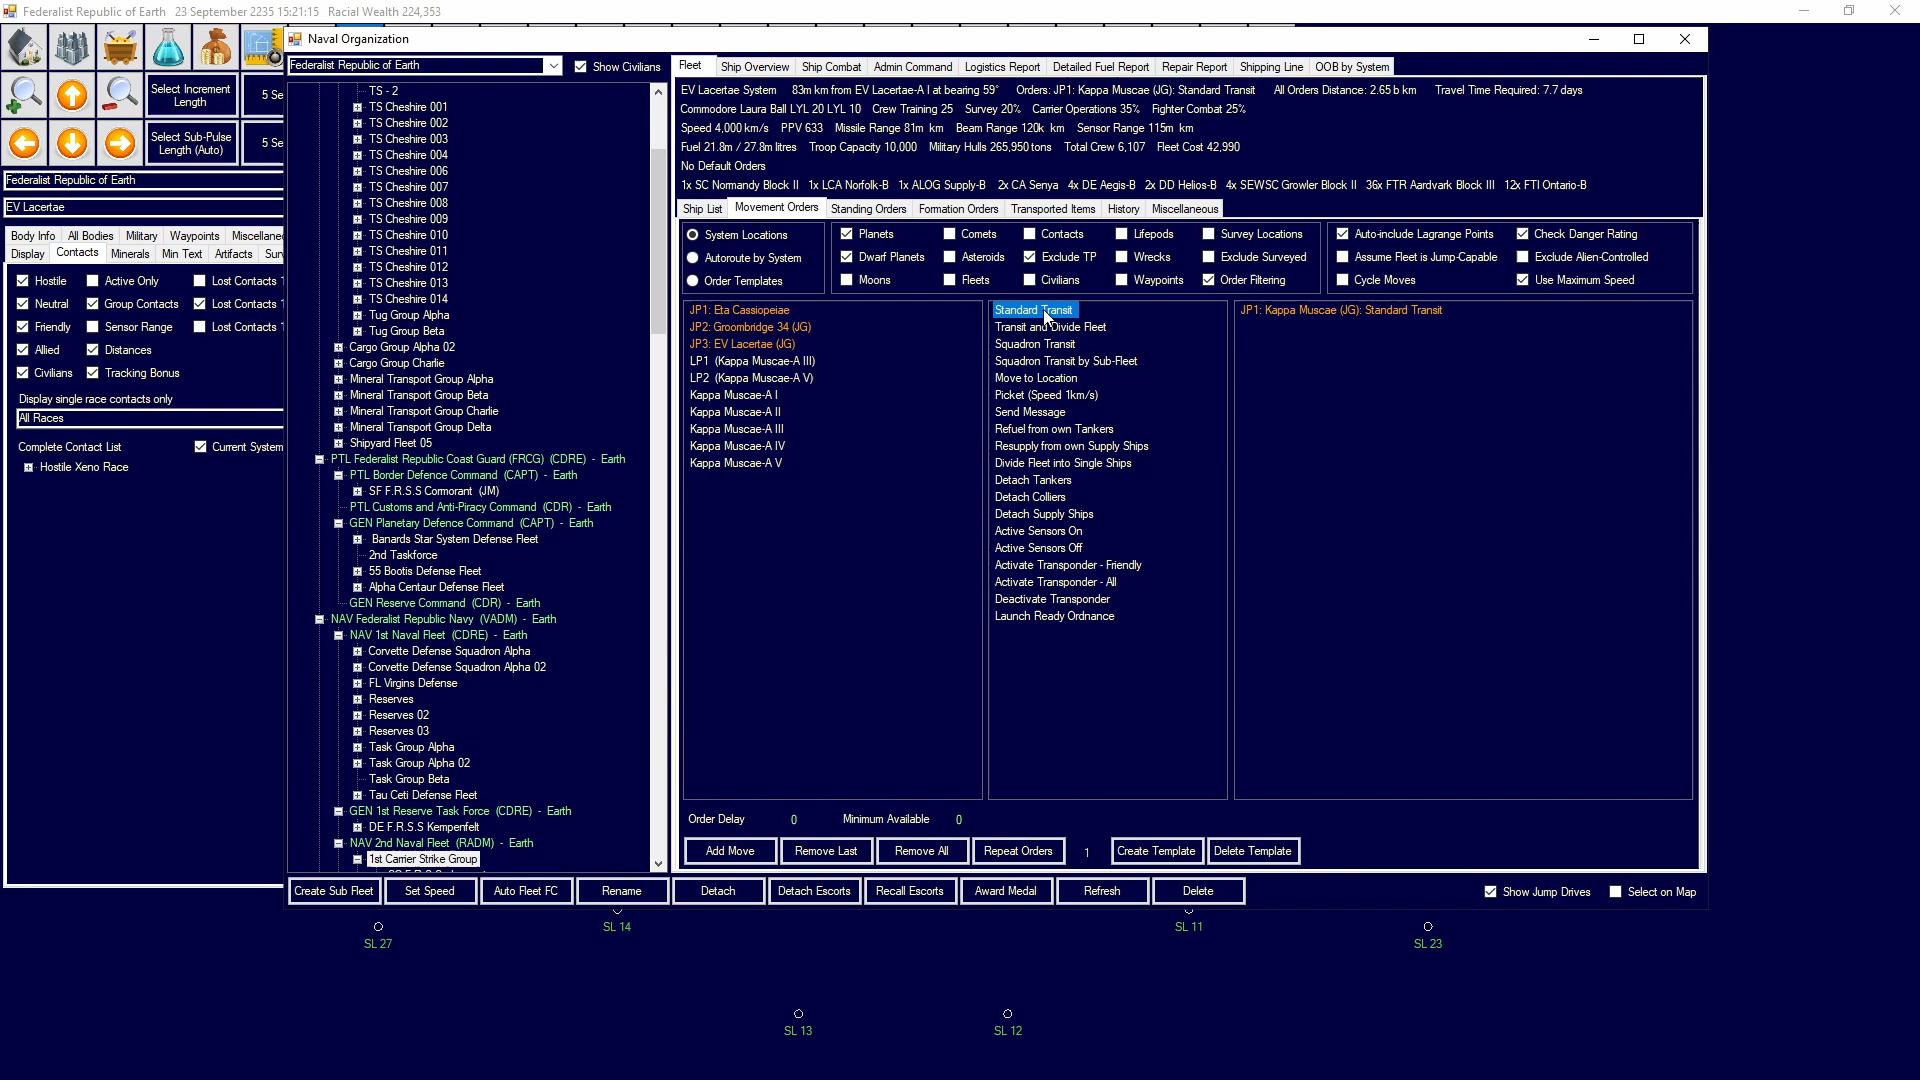 Federalist Republic of Earth 23 September 2235 15:21:15 Racial Wealth 224,353
Naval Organization
Select Increment Length
5 Se
Select Sub-Pulse Length (Auto)
5 Se
Federalist Republic of Earth
EV Lacertae
Body Info All Bodies Military Waypoints Miscellane
Display Contacts Minerals Min Text Artifacts Surv
Hostile Active Only Lost Contacts
Neutral Group Contacts Lost Contacts
Friendly Sensor Range Lost Contacts
Allied Distances
Civilians Tracking Bonus
Display single race contacts only
All Races
Complete Contact List Current System
Hostile Xeno Race
Federalist Republic of Earth Show Civilians
TS - 2
TS Cheshire 001
TS Cheshire 002
TS Cheshire 003
TS Cheshire 004
TS Cheshire 006
TS Cheshire 007
TS Cheshire 008
TS Cheshire 009
TS Cheshire 010
TS Cheshire 011
TS Cheshire 012
TS Cheshire 013
TS Cheshire 014
Tug Group Alpha
Tug Group Beta
Cargo Group Alpha 02
Cargo Group Charlie
Mineral Transport Group Alpha
Mineral Transport Group Beta
Mineral Transport Group Charlie
Mineral Transport Group Delta
Shipyard Fleet 05
PTL Federalist Republic Coast Guard (FRCG) (CDRE) - Earth
PTL Border Defence Command (CAPT) - Earth
SF F.R.S.S Cormorant (JM)
PTL Customs and Anti-Piracy Command (CDR) - Earth
GEN Planetary Defence Command (CAPT) - Earth
Banards Star System Defense Fleet
2nd Taskforce
55 Bootis Defense Fleet
Alpha Centaur Defense Fleet
GEN Reserve Command (CDR) - Earth
NAV Federalist Republic Navy (VADM) - Earth
NAV 1st Naval Fleet (CDRE) - Earth
Corvette Defense Squadron Alpha
Corvette Defense Squadron Alpha 02
FL Virgins Defense
Reserves
Reserves 02
Reserves 03
Task Group Alpha
Task Group Alpha 02
Task Group Beta
Tau Ceti Defense Fleet
GEN 1st Reserve Task Force (CDRE) - Earth
DE F.R.S.S Kempenfelt
NAV 2nd Naval Fleet (RADM) - Earth
1st Carrier Strike Group
Fleet Ship Overview Ship Combat Admin Command Logistics Report Detailed Fuel Report Repair Report Shipping Line OOB by System
EV Lacertae System 83m km from EV Lacertae-A I at bearing 59° Orders: JP1: Kappa Muscae (JG): Standard Transit All Orders Distance: 2.65 b km Travel Time Required: 7.7 days
Commodore Laura Ball LYL 20 LYL 10 Crew Training 25 Survey 20% Carrier Operations 35% Fighter Combat 25%
Speed 4,000 km/s PPV 633 Missile Range 81m km Beam Range 120k km Sensor Range 115m km
Fuel 21.8m / 27.8m litres Troop Capacity 10,000 Military Hulls 265,950 tons Total Crew 6,107 Fleet Cost 42,990
No Default Orders
1x SC Normandy Block II 1x LCA Norfolk-B 1x ALOG Supply-B 2x CA Senya 4x DE Aegis-B 2x DD Helios-B 4x SEWSC Growler Block II 36x FTR Aardvark Block III 12x FTI Ontario-B
Ship List Movement Orders Standing Orders Formation Orders Transported Items History Miscellaneous
System Locations Planets Comets Contacts Lifepods Survey Locations Auto-include Lagrange Points Check Danger Rating
Autoroute by System Dwarf Planets Asteroids Exclude TP Wrecks Exclude Surveyed Assume Fleet is Jump-Capable Exclude Alien-Controlled
Order Templates Moons Fleets Civilians Waypoints Order Filtering Cycle Moves Use Maximum Speed
JP1: Eta Cassiopeiae
JP2: Groombridge 34 (JG)
JP3: EV Lacertae (JG)
LP1 (Kappa Muscae-A III)
LP2 (Kappa Muscae-A V)
Kappa Muscae-A I
Kappa Muscae-A II
Kappa Muscae-A III
Kappa Muscae-A IV
Kappa Muscae-A V
Standard Transit
Transit and Divide Fleet
Squadron Transit
Squadron Transit by Sub-Fleet
Move to Location
Picket (Speed 1km/s)
Send Message
Refuel from own Tankers
Resupply from own Supply Ships
Divide Fleet into Single Ships
Detach Tankers
Detach Colliers
Detach Supply Ships
Active Sensors On
Active Sensors Off
Activate Transponder - Friendly
Activate Transponder - All
Deactivate Transponder
Launch Ready Ordnance
JP1: Kappa Muscae (JG): Standard Transit
Order Delay 0 Minimum Available 0
Add Move Remove Last Remove All Repeat Orders 1 Create Template Delete Template
Create Sub Fleet Set Speed Auto Fleet FC Rename Detach Detach Escorts Recall Escorts Award Medal Refresh Delete Show Jump Drives Select on Map
SL 27
SL 14
SL 11
SL 23
SL 13
SL 12